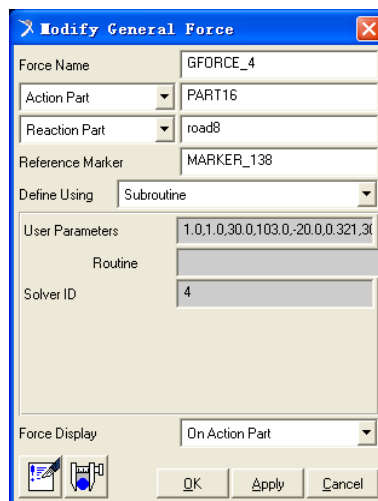 Modify General Force
Force Name GFORCE_4
Action Part PART16
Reaction Part road8
Reference Marker MARKER_138
Define Using Subroutine
User Parameters 1.0,1.0,30.0,103.0,-20.0,0.321,30
Routine
Solver ID 4
Force Display On Action Part
OK Apply Cancel